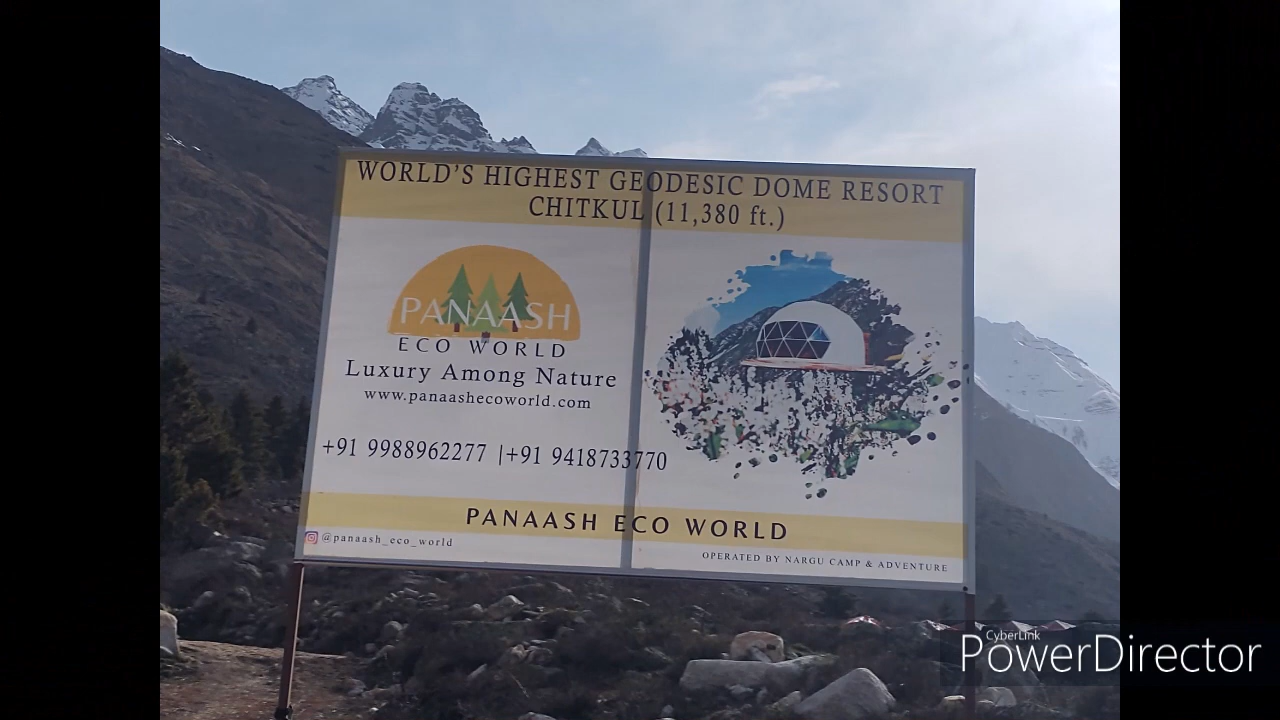 WORLD'S HIGHEST GEODESIC DOME RESORT
CHITKUL (11,380 ft.)
PANAASH
ECO WORLD
Luxury Among Nature
www.panaashecoworld.com
+91 9988962277 |+91 9418733770
PANAASH ECO WORLD
@panaash_eco_world
OPERATED BY NARGU CAMP & ADVENTURE
CyberLink
PowerDirector